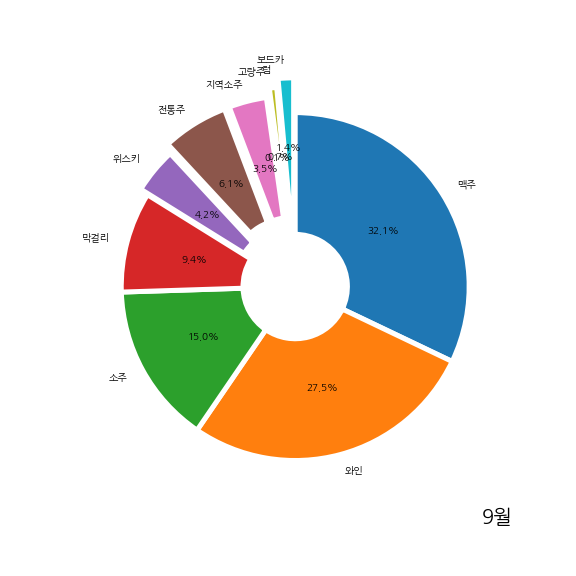 보드카
고량주
럼
지역소주
전통주
위스키
막걸리
소주
와인
맥주
1.4%
3.5%
6.1%
4.2%
9.4%
15.0%
27.5%
32.1%
9월